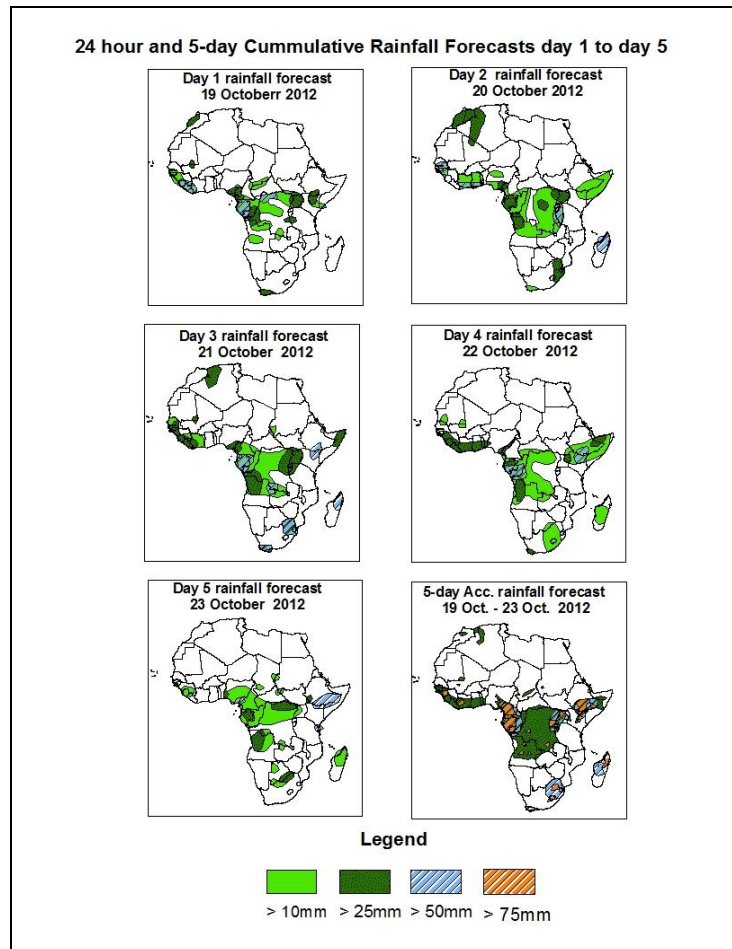 24 hour and 5-day Cummulative Rainfall Forecasts day 1 to day 5
Day 1 rainfall forecast
19 Octoberr 2012
Day 2 rainfall forecast
20 October 2012
Day 3 rainfall forecast
21 October 2012
Day 4 rainfall forecast
22 October 2012
Day 5 rainfall forecast
23 October 2012
5-day Acc. rainfall forecast
19 Oct. - 23 Oct. 2012
Legend
> 10mm > 25mm > 50mm > 75mm